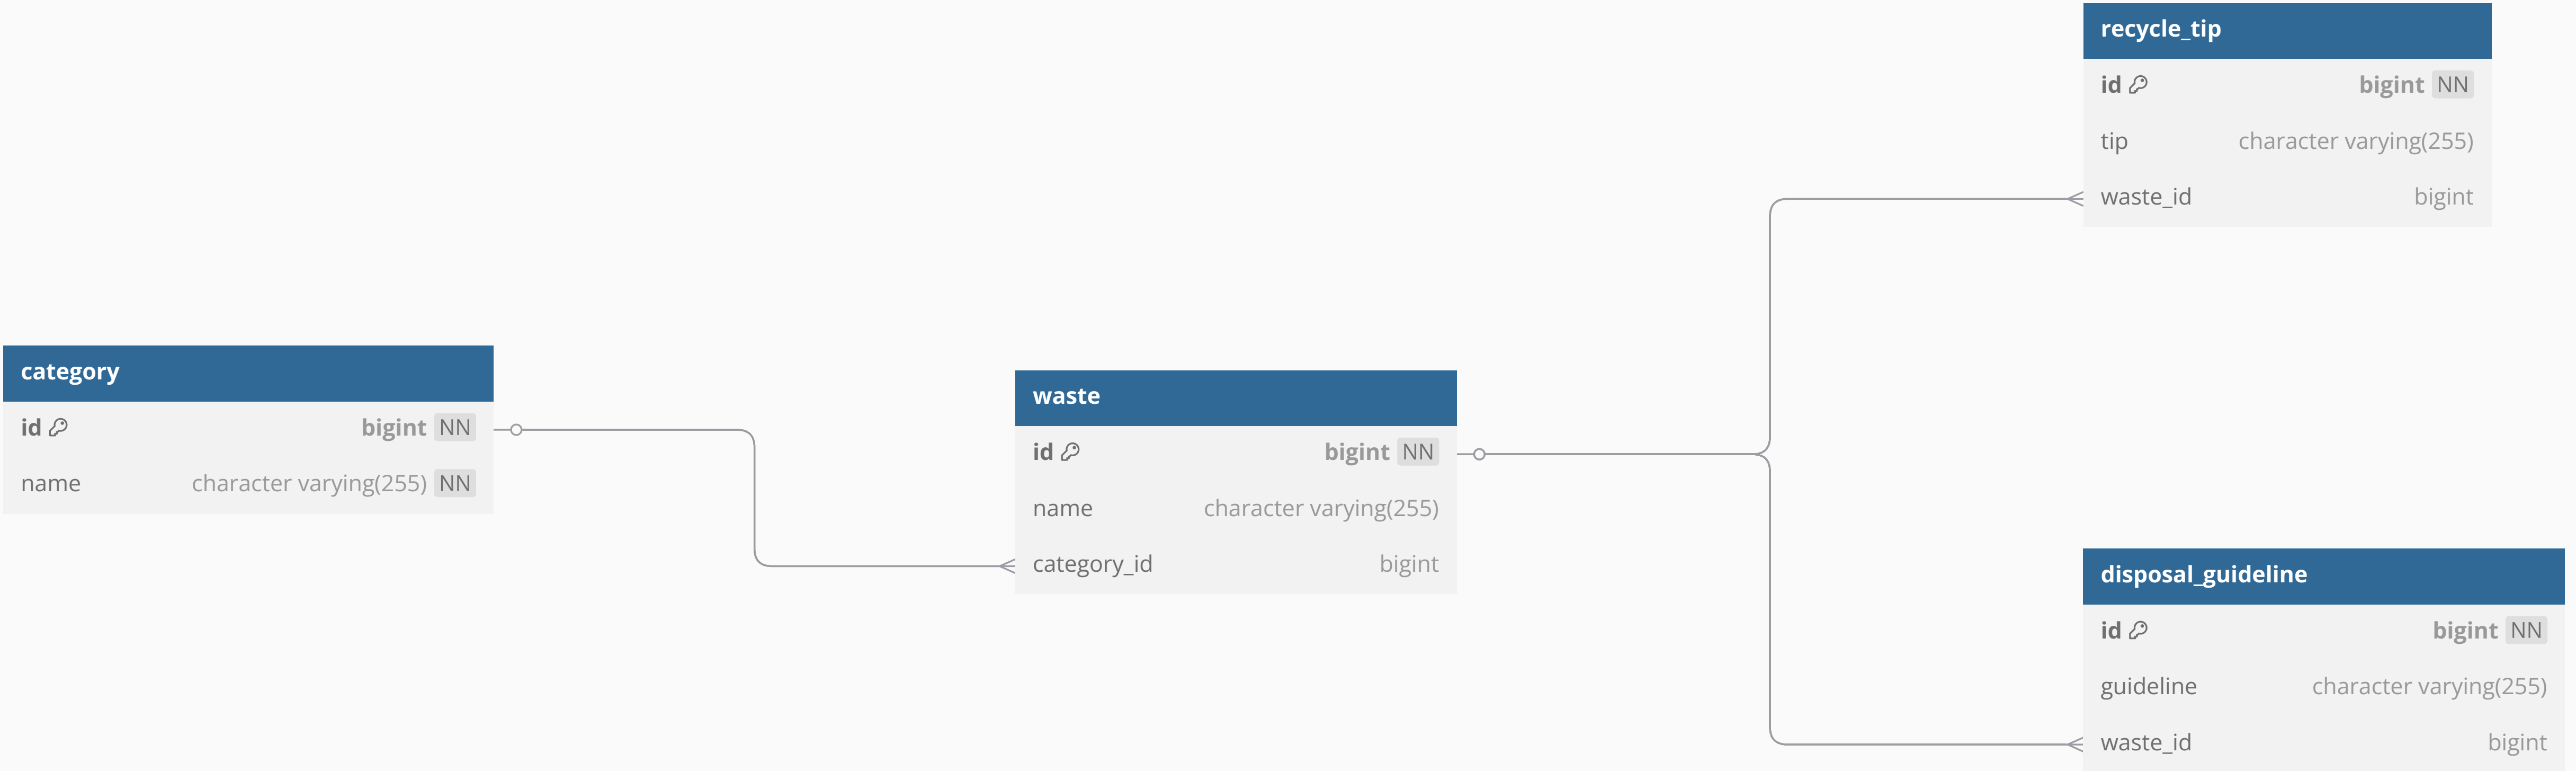 recycle_tip
id bigint NN
tip character varying(255)
waste_id bigint
category
id bigint NN
name character varying(255) NN
waste
id bigint NN
name character varying(255)
category_id bigint
disposal_guideline
id bigint NN
guideline character varying(255)
waste_id bigint